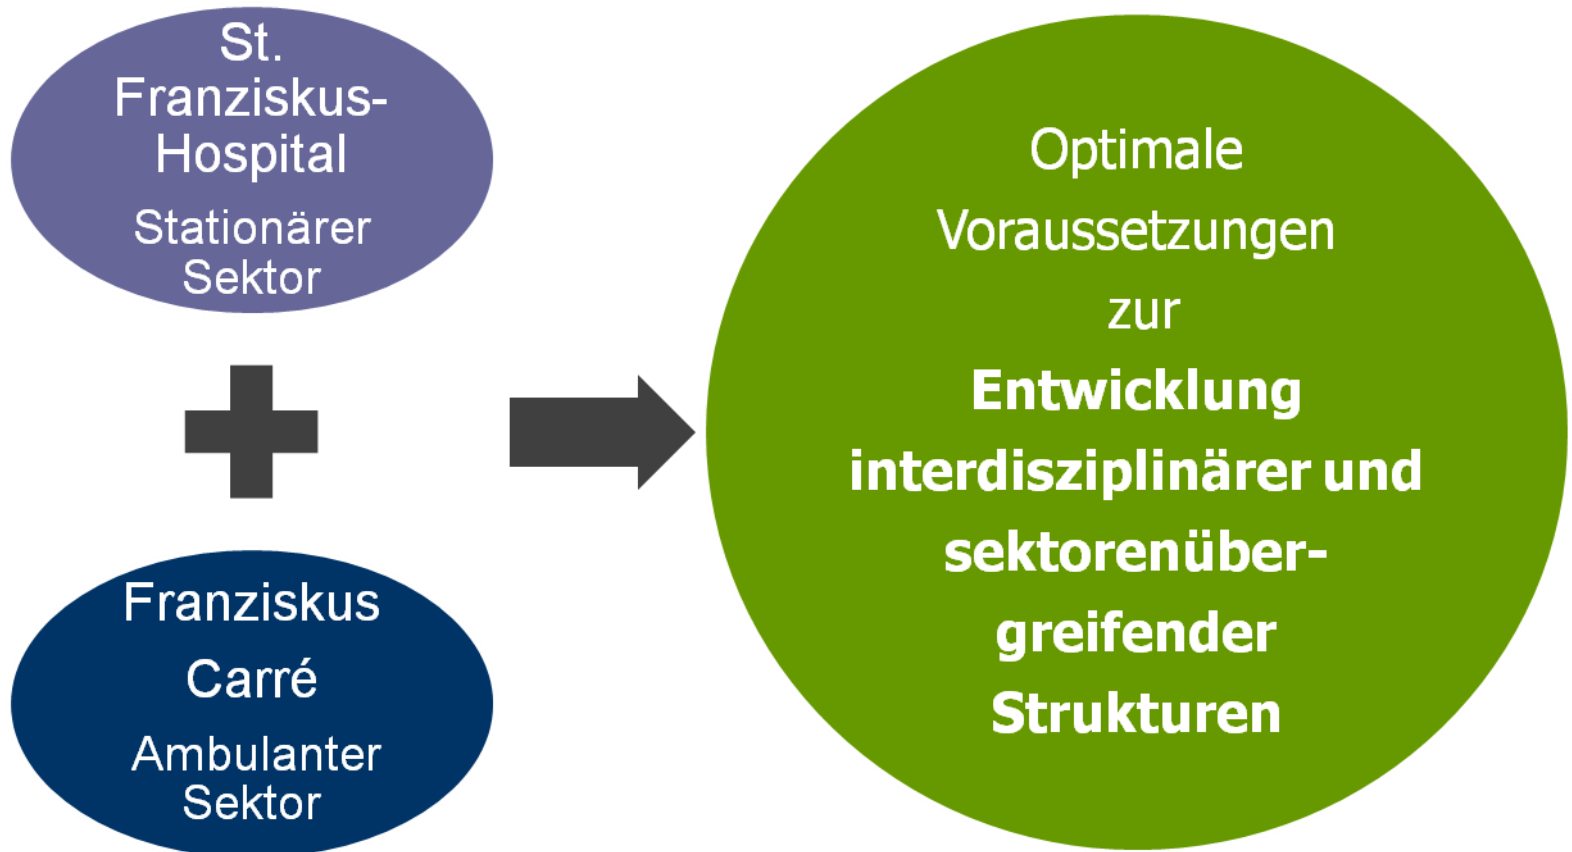 St.
Franziskus-
Hospital
Stationärer
Sektor
Franziskus
Carré
Ambulanter
Sektor
Optimale
Voraussetzungen
zur
Entwicklung
interdisziplinärer und
sektorenüber-
greifender
Strukturen